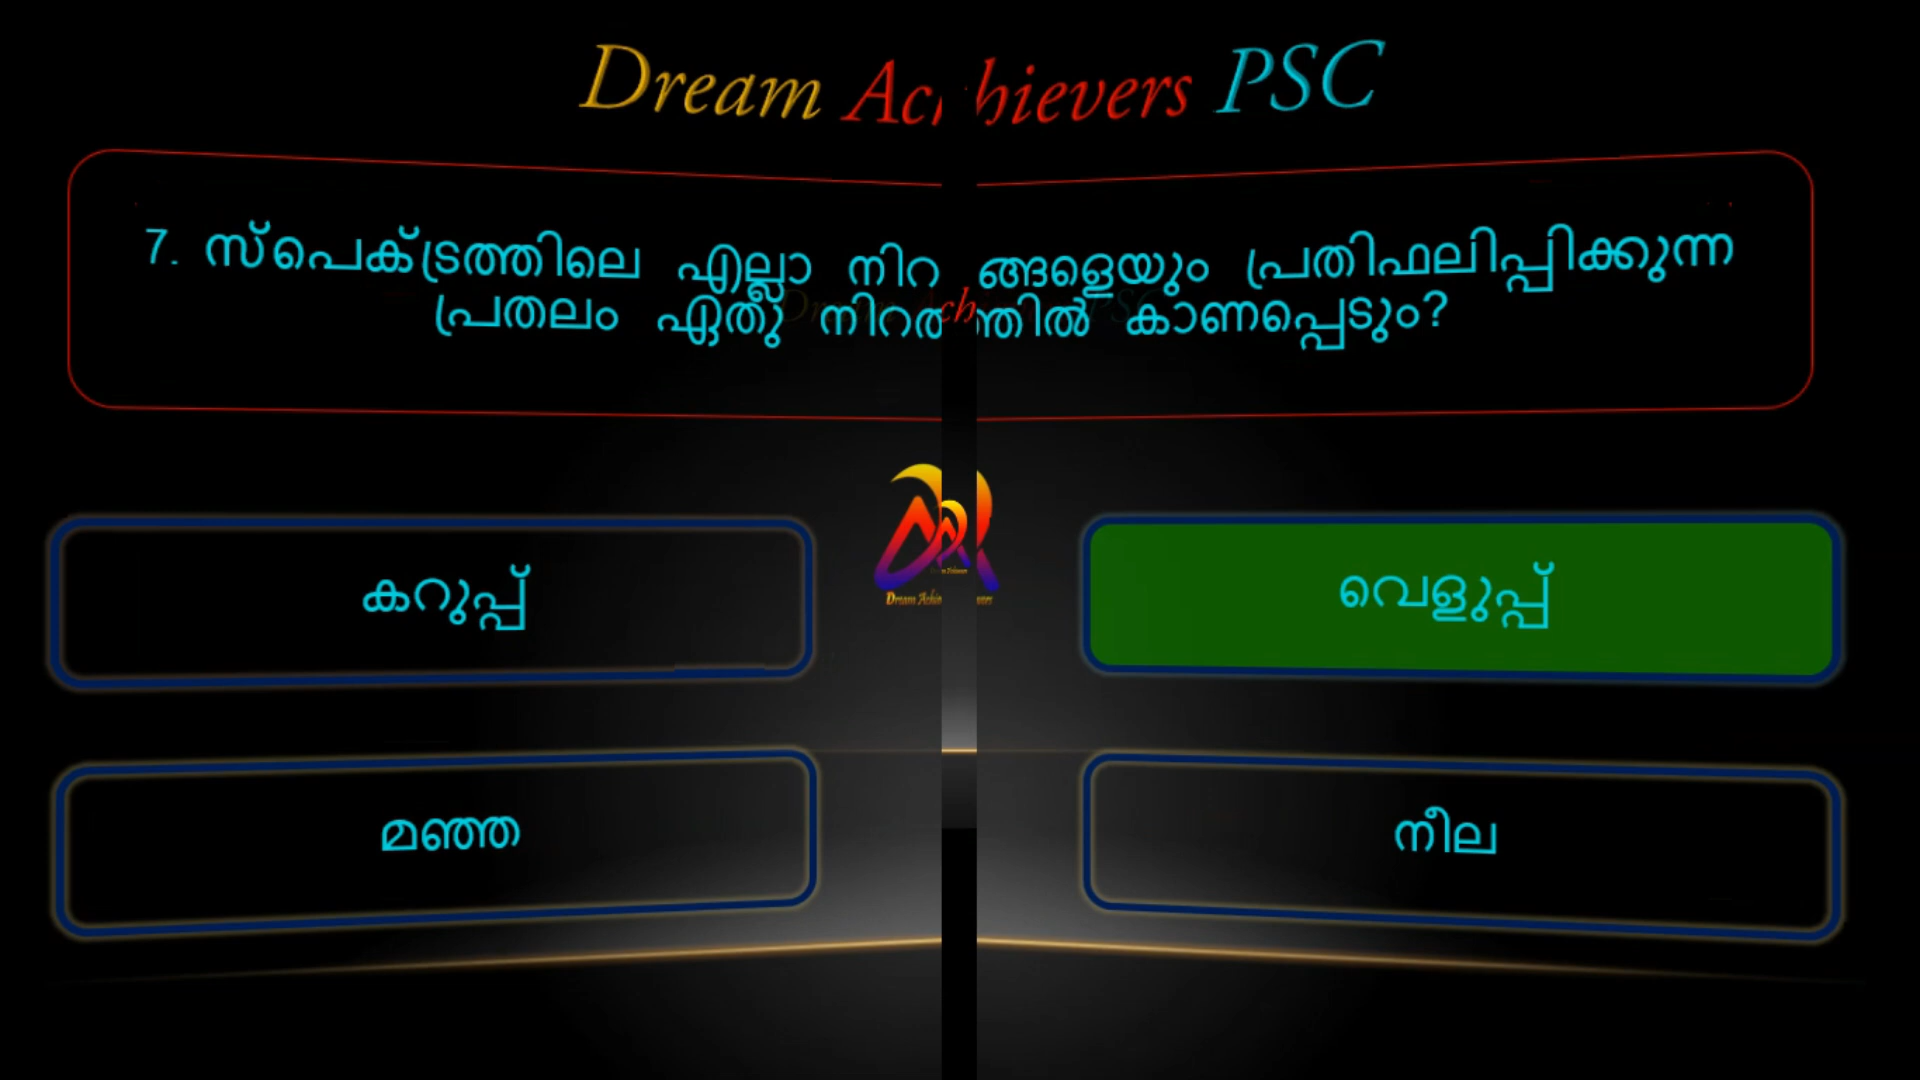 Dream Achievers PSC
7. സ്പെക്ട്രത്തിലെ എല്ലാ നിറങ്ങളെയും പ്രതിഫലിപ്പിക്കുന്ന
പ്രതലം ഏതു നിറത്തിൽ കാണപ്പെടും?
കറുപ്പ്
വെളുപ്പ്
മഞ്ഞ
നീല